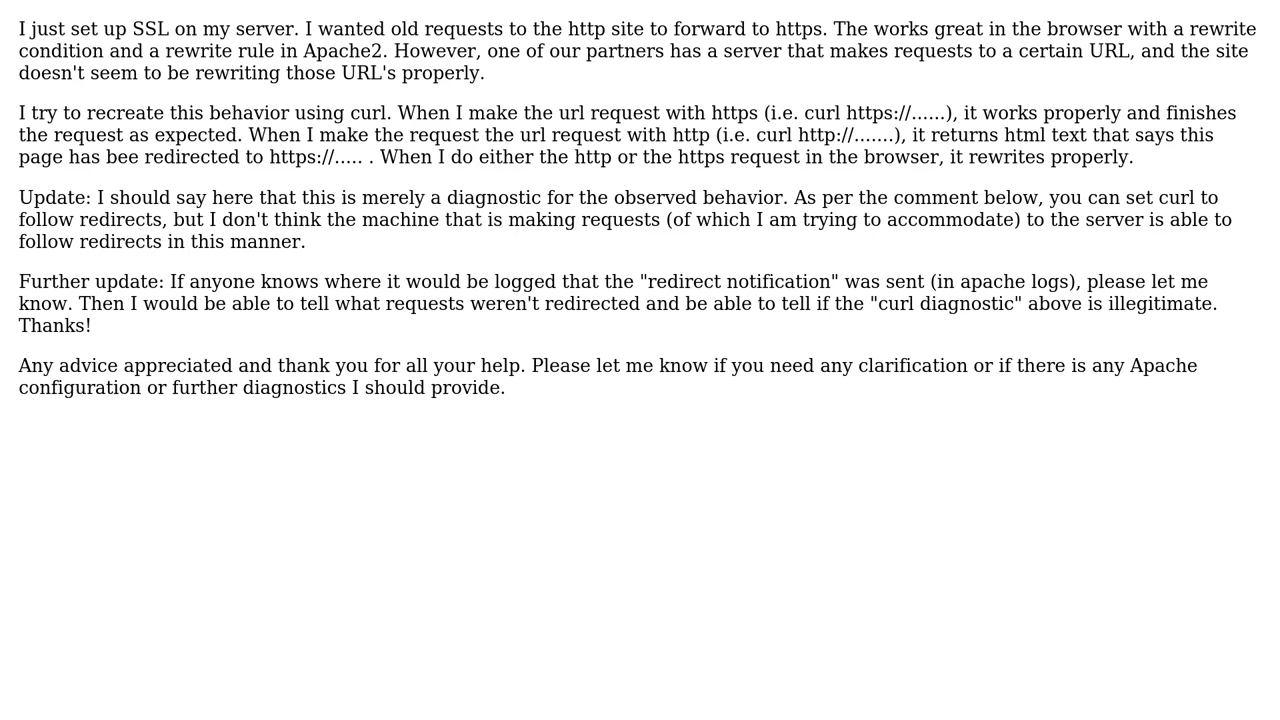 I just set up SSL on my server. I wanted old requests to the http site to forward to https. The works great in the browser with a rewrite
condition and a rewrite rule in Apache2. However, one of our partners has a server that makes requests to a certain URL, and the site
doesn't seem to be rewriting those URL's properly.
I try to recreate this behavior using curl. When I make the url request with https (i.e. curl https://......), it works properly and finishes
the request as expected. When I make the request the url request with http (i.e. curl http://.......), it returns html text that says this
page has bee redirected to https://..... . When I do either the http or the https request in the browser, it rewrites properly.
Update: I should say here that this is merely a diagnostic for the observed behavior. As per the comment below, you can set curl to
follow redirects, but I don't think the machine that is making requests (of which I am trying to accommodate) to the server is able to
follow redirects in this manner.
Further update: If anyone knows where it would be logged that the "redirect notification" was sent (in apache logs), please let me
know. Then I would be able to tell what requests weren't redirected and be able to tell if the "curl diagnostic" above is illegitimate.
Thanks!
Any advice appreciated and thank you for all your help. Please let me know if you need any clarification or if there is any Apache
configuration or further diagnostics I should provide.